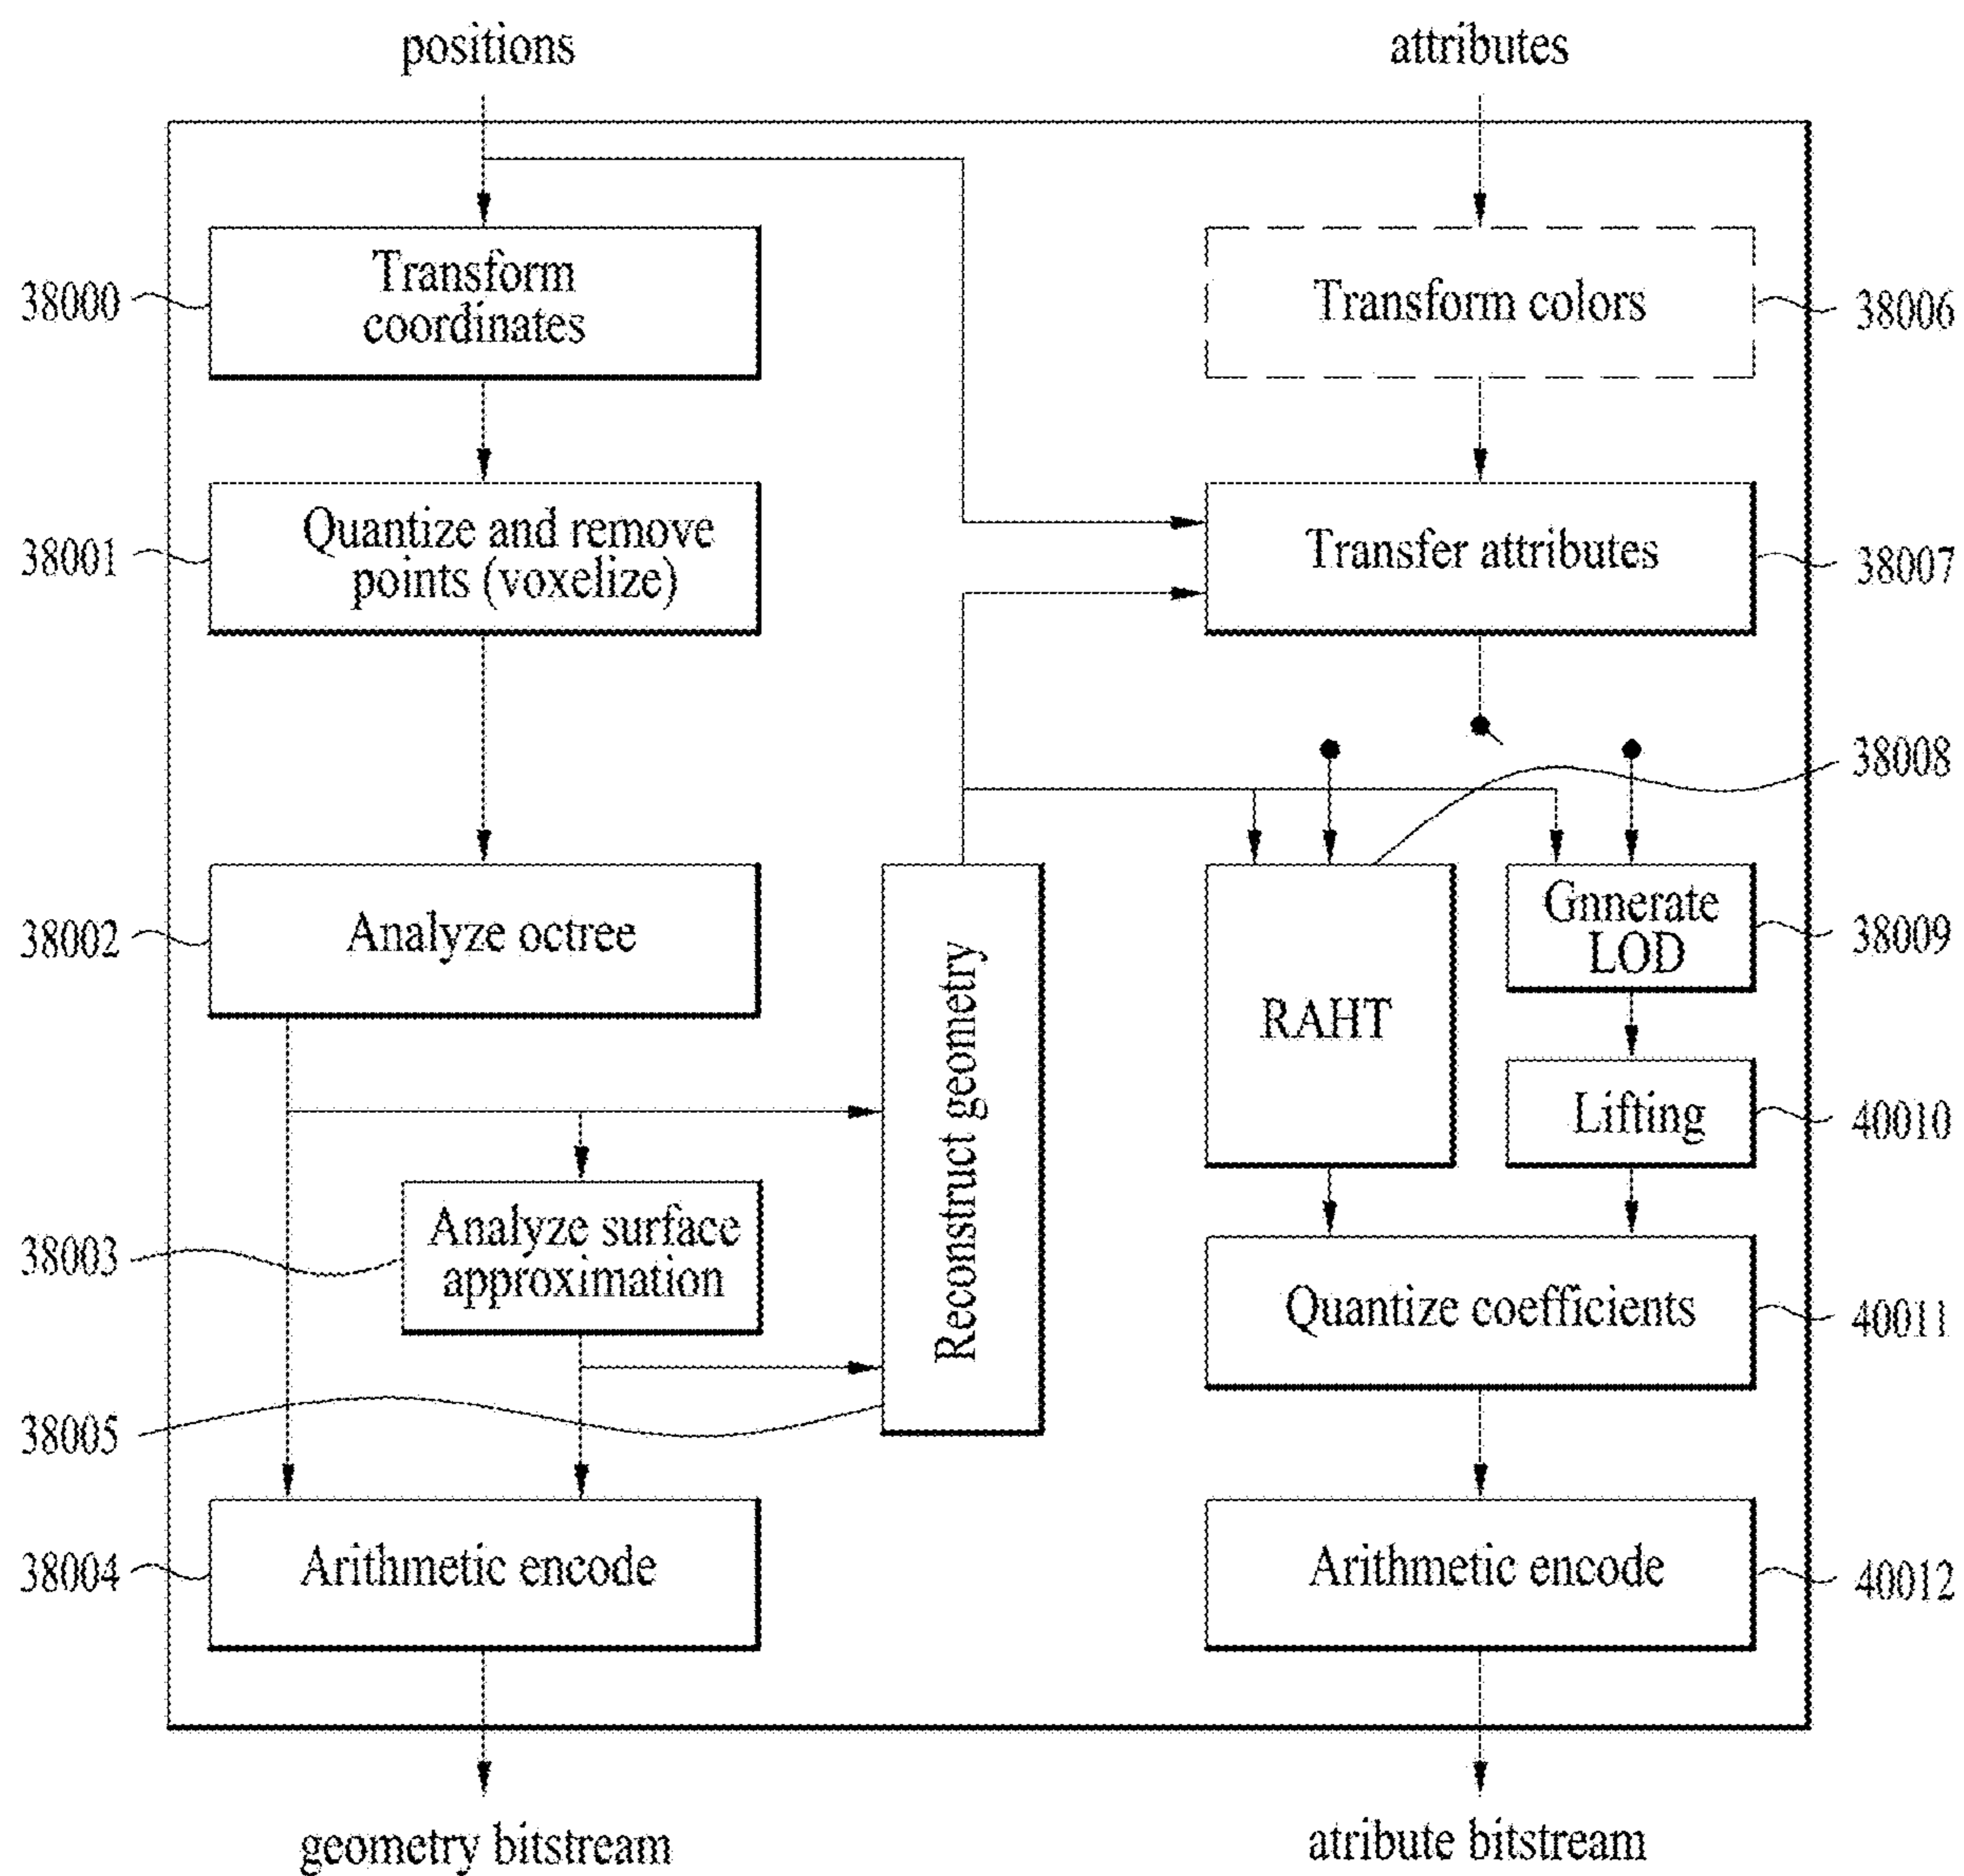 positions
attributes
38000
Transform
coordinates
Transform colors
38006
38001
Quantize and remove
points (voxelize)
Transfer attributes
38007
38008
38002
Analyze octree
Reconstruct geometry
RAHT
Gnnerate
LOD
38009
Lifting
40010
38003
Analyze surface
approximation
Quantize coefficients
40011
38005
38004
Arithmetic encode
Arithmetic encode
40012
geometry bitstream
atribute bitstream